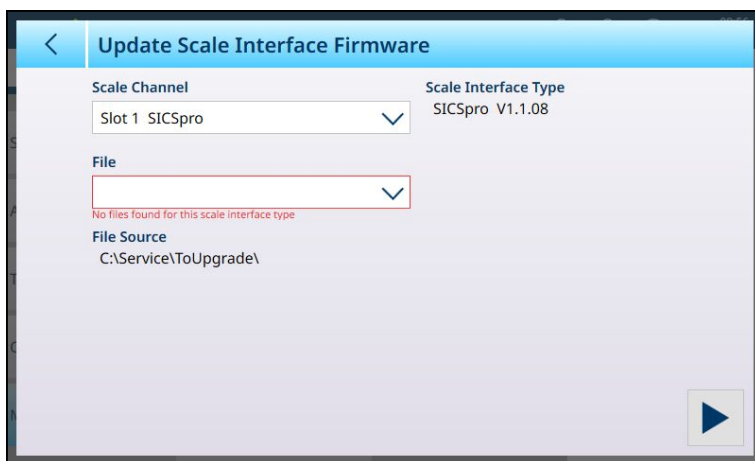 Update Scale Interface Firmware
Scale Channel
Scale Interface Type
Slot 1 SICSpro
SICSpro V1.1.08
File
No files found for this scale interface type
File Source
C:\Service\ToUpgrade\